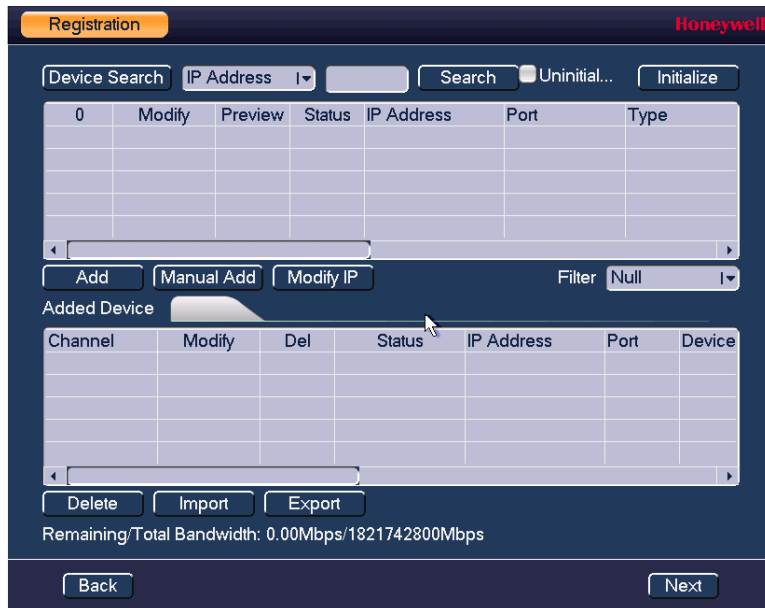 Registration
Honeywell
Device Search IP Address Search Uninitial... Initialize
0 Modify Preview Status IP Address Port Type
Add Manual Add Modify IP Filter Null
Added Device
Channel Modify Del Status IP Address Port Device
Delete Import Export
Remaining/Total Bandwidth: 0.00Mbps/1821742800Mbps
Back Next